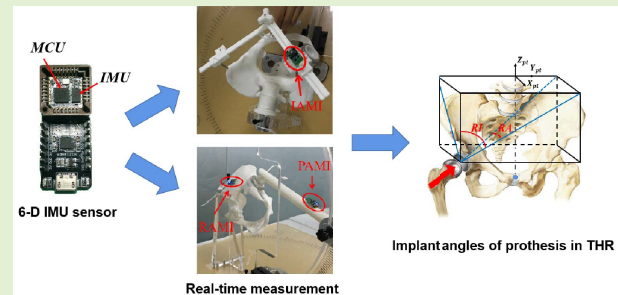 MCU
IMU
6-D IMU sensor
IAMI
RAMI
PAMI
Real-time measurement
Zpt
Ypt
Xpt
RI
RA
Implant angles of prothesis in THR